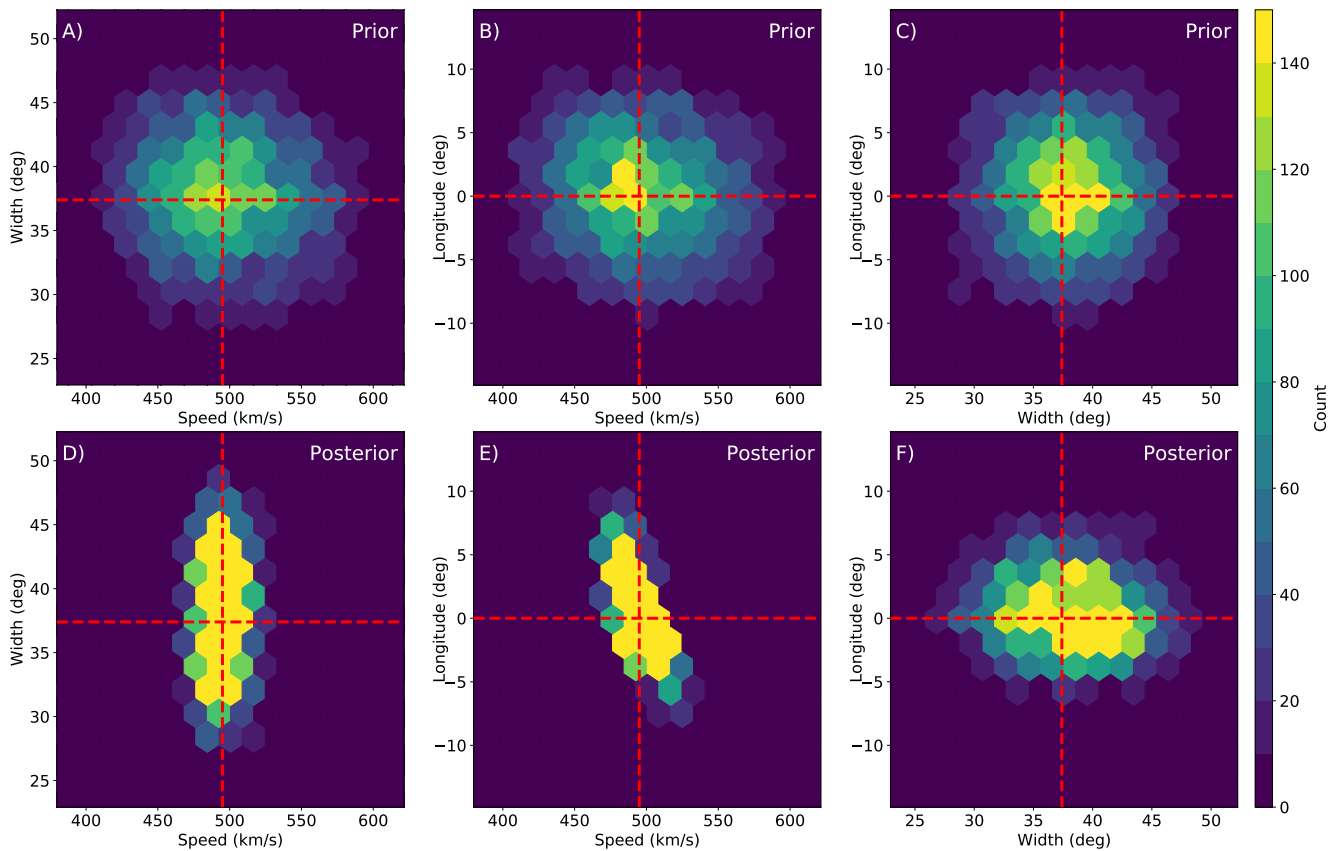 A) Prior
50
45
40
35
30
25
Width (deg)
400 450 500 550 600
Speed (km/s)
B) Prior
10
5
0
−5
−10
Longitude (deg)
400 450 500 550 600
Speed (km/s)
C) Prior
10
5
0
−5
−10
Longitude (deg)
25 30 35 40 45 50
Width (deg)
D) Posterior
50
45
40
35
30
25
Width (deg)
400 450 500 550 600
Speed (km/s)
E) Posterior
10
5
0
−5
−10
Longitude (deg)
400 450 500 550 600
Speed (km/s)
F) Posterior
10
5
0
−5
−10
Longitude (deg)
25 30 35 40 45 50
Width (deg)
140
120
100
80
60
40
20
0
Count